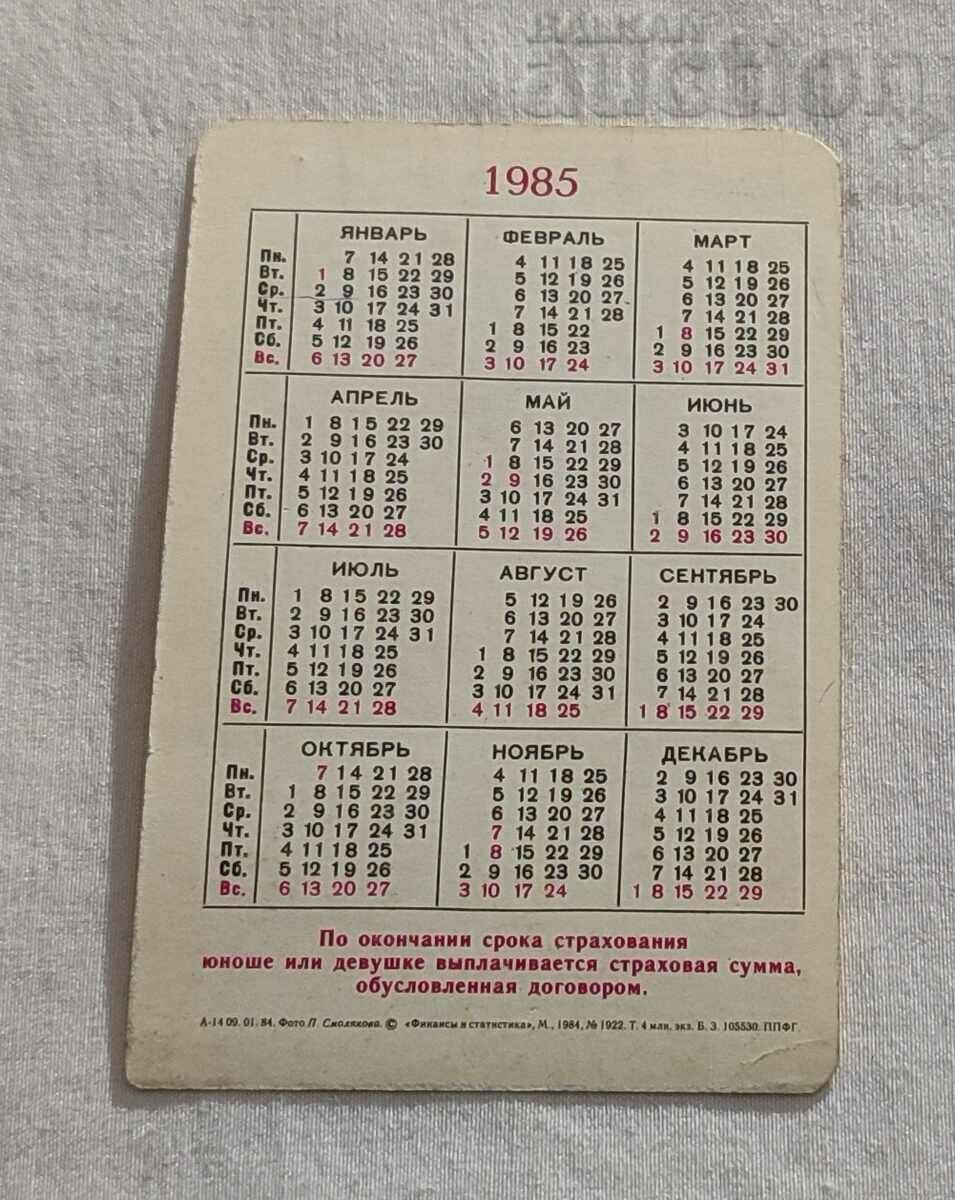 BALKAN
1985
ЯНВАРЬ ФЕВРАЛЬ МАРТ
Пн. 7 14 21 28 4 11 18 25 4 11 18 25
Вт. 1 8 15 22 29 5 12 19 26 5 12 19 26
Ср. 2 9 16 23 30 6 13 20 27 6 13 20 27
Чт. 3 10 17 24 31 7 14 21 28 7 14 21 28
Пт. 4 11 18 25 1 8 15 22 1 8 15 22 29
Сб. 5 12 19 26 2 9 16 23 2 9 16 23 30
Вс. 6 13 20 27 3 10 17 24 3 10 17 24 31
АПРЕЛЬ МАЙ ИЮНЬ
Пн. 1 8 15 22 29 6 13 20 27 3 10 17 24
Вт. 2 9 16 23 30 7 14 21 28 4 11 18 25
Ср. 3 10 17 24 1 8 15 22 29 5 12 19 26
Чт. 4 11 18 25 2 9 16 23 30 6 13 20 27
Пт. 5 12 19 26 3 10 17 24 31 7 14 21 28
Сб. 6 13 20 27 4 11 18 25 1 8 15 22 29
Вс. 7 14 21 28 5 12 19 26 2 9 16 23 30
ИЮЛЬ АВГУСТ СЕНТЯБРЬ
Пн. 1 8 15 22 29 5 12 19 26 2 9 16 23 30
Вт. 2 9 16 23 30 6 13 20 27 3 10 17 24
Ср. 3 10 17 24 31 7 14 21 28 4 11 18 25
Чт. 4 11 18 25 1 8 15 22 29 5 12 19 26
Пт. 5 12 19 26 2 9 16 23 30 6 13 20 27
Сб. 6 13 20 27 3 10 17 24 31 7 14 21 28
Вс. 7 14 21 28 4 11 18 25 1 8 15 22 29
ОКТЯБРЬ НОЯБРЬ ДЕКАБРЬ
Пн. 7 14 21 28 4 11 18 25 2 9 16 23 30
Вт. 1 8 15 22 29 5 12 19 26 3 10 17 24 31
Ср. 2 9 16 23 30 6 13 20 27 4 11 18 25
Чт. 3 10 17 24 31 7 14 21 28 5 12 19 26
Пт. 4 11 18 25 1 8 15 22 29 6 13 20 27
Сб. 5 12 19 26 2 9 16 23 30 7 14 21 28
Вс. 6 13 20 27 3 10 17 24 1 8 15 22 29
По окончании срока страхования
юноше или девушке выплачивается страховая сумма,
обусловленная договором.
А-14 09. 01. 84. Фото Л. Смолякова. © «Финансы и статистика», М., 1984, № 1922. Т. 4 млн. экз. Б. З. 105530. ППФГ.